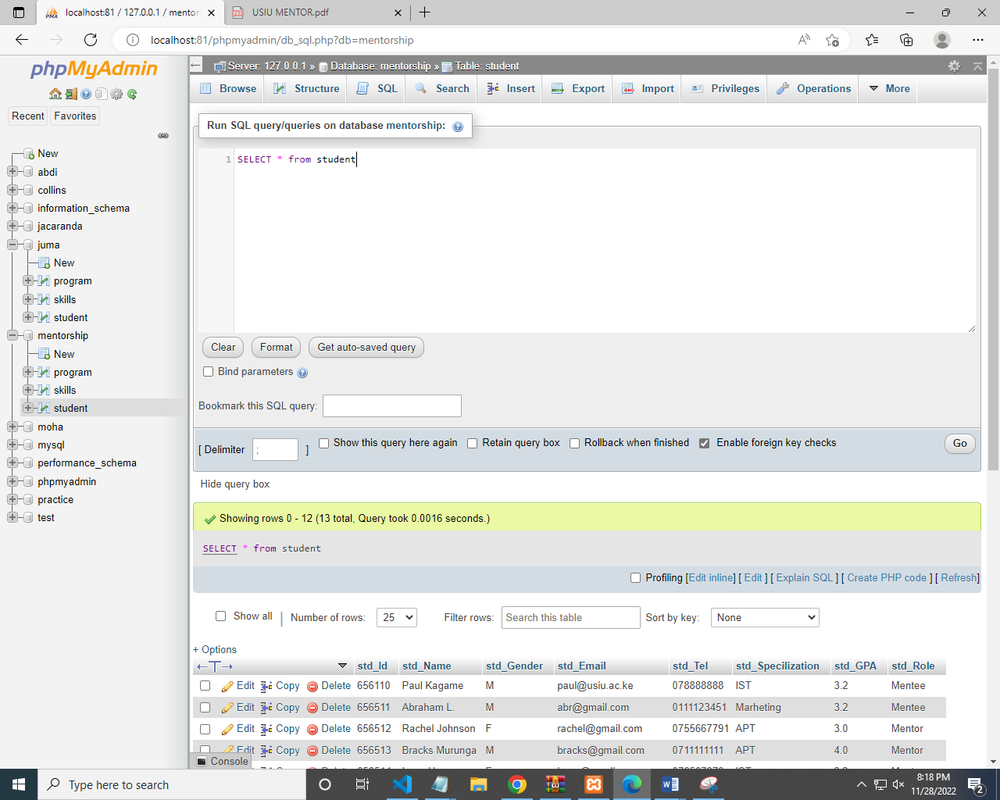 localhost:81 / 127.0.0.1 / mentor
USIU MENTOR.pdf
localhost:81/phpmyadmin/db_sql.php?db=mentorship
phpMyAdmin
Recent
Favorites
New
abdi
collins
information_schema
jacaranda
juma
New
program
skills
student
mentorship
New
program
skills
student
moha
mysql
performance_schema
phpmyadmin
practice
test
Server: 127.0.0.1 » Database: mentorship » Table: student
Browse Structure SQL Search Insert Export Import Privileges Operations More
Run SQL query/queries on database mentorship:
1 SELECT * from student
Clear Format Get auto-saved query
Bind parameters
Bookmark this SQL query:
[ Delimiter ; ] Show this query here again Retain query box Rollback when finished Enable foreign key checks Go
Hide query box
Showing rows 0 - 12 (13 total, Query took 0.0016 seconds.)
SELECT * from student
Profiling [Edit inline] [ Edit ] [ Explain SQL ] [ Create PHP code ] [ Refresh]
Show all | Number of rows: 25 Filter rows: Search this table Sort by key: None
+ Options
←T→ std_Id std_Name std_Gender std_Email std_Tel std_Specilization std_GPA std_Role
Edit Copy Delete 656110 Paul Kagame M paul@usiu.ac.ke 078888888 IST 3.2 Mentee
Edit Copy Delete 656511 Abraham L. M abr@gmail.com 0111123451 Marheting 3.2 Mentee
Edit Copy Delete 656512 Rachel Johnson F rachel@gmail.com 0755667791 APT 3.0 Mentor
Edit Copy Delete 656513 Bracks Murunga M bracks@gmail.com 0711111111 APT 4.0 Mentor
Console
Type here to search
8:18 PM
11/28/2022
2